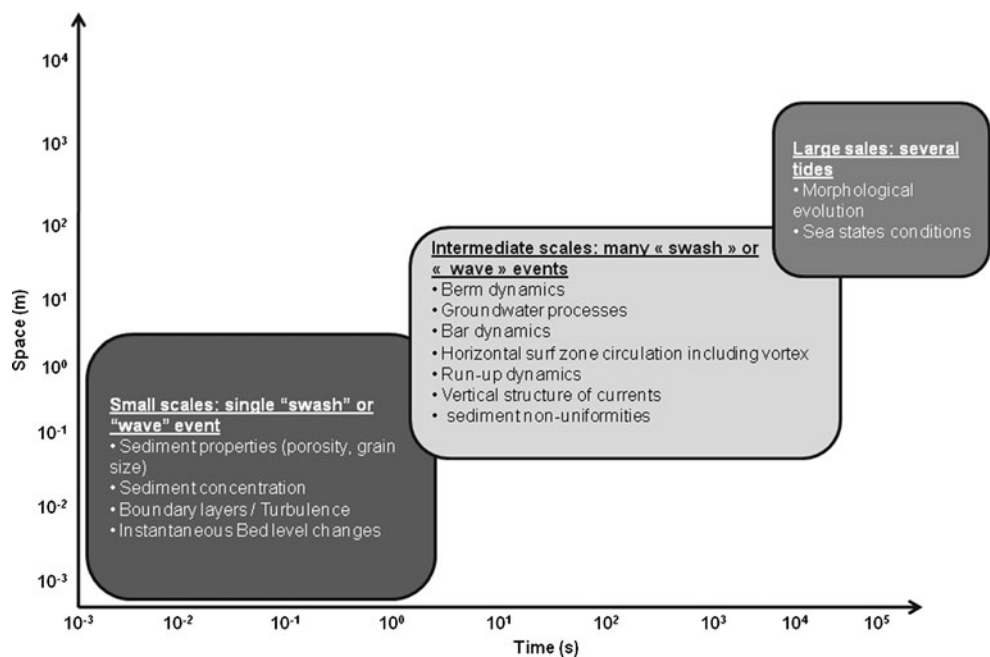 10⁴
10³
10²
10¹
10⁰
10⁻¹
10⁻²
10⁻³
Space (m)
Large sales: several
tides
• Morphological
evolution
• Sea states conditions
Intermediate scales: many « swash » or
« wave » events
• Berm dynamics
• Groundwater processes
• Bar dynamics
• Horizontal surf zone circulation including vortex
• Run-up dynamics
• Vertical structure of currents
• sediment non-uniformities
Small scales: single “swash” or
“wave” event
• Sediment properties (porosity, grain
size)
• Sediment concentration
• Boundary layers / Turbulence
• Instantaneous Bed level changes
10⁻³ 10⁻² 10⁻¹ 10⁰ 10¹ 10² 10³ 10⁴ 10⁵
Time (s)